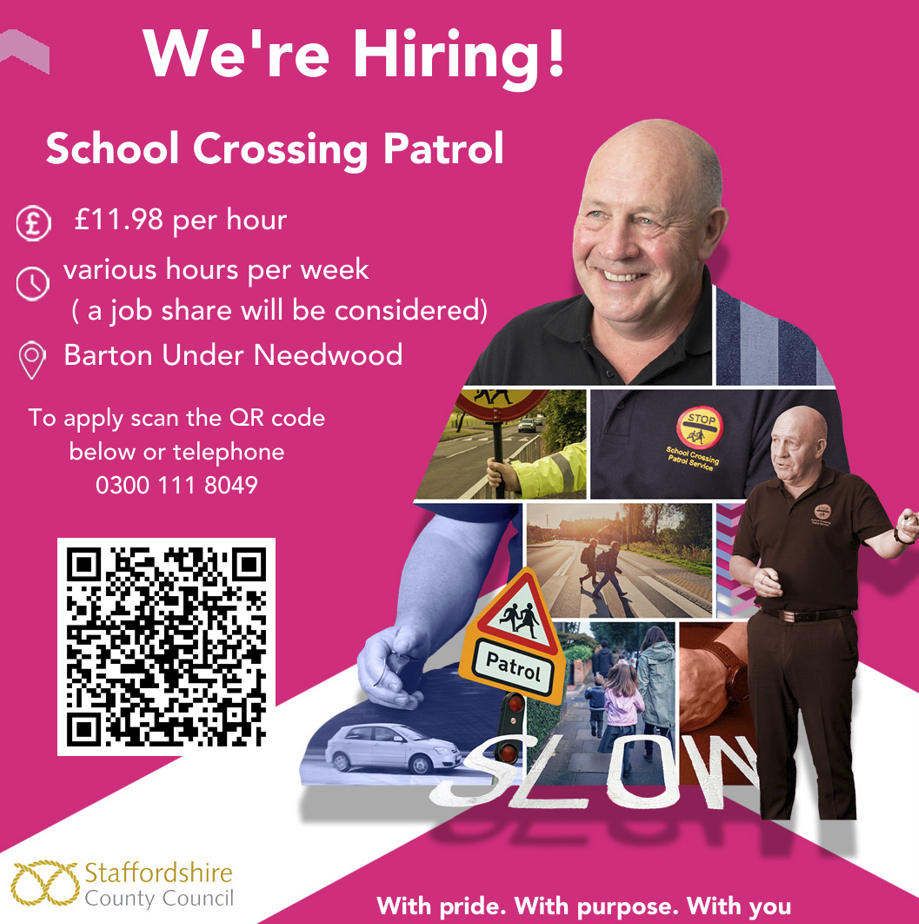 We're Hiring!
School Crossing Patrol
£11.98 per hour
various hours per week
( a job share will be considered)
Barton Under Needwood
To apply scan the QR code
below or telephone
0300 111 8049
STOP
School Crossing
Patrol Service
Patrol
SLOW
Staffordshire
County Council
With pride. With purpose. With you